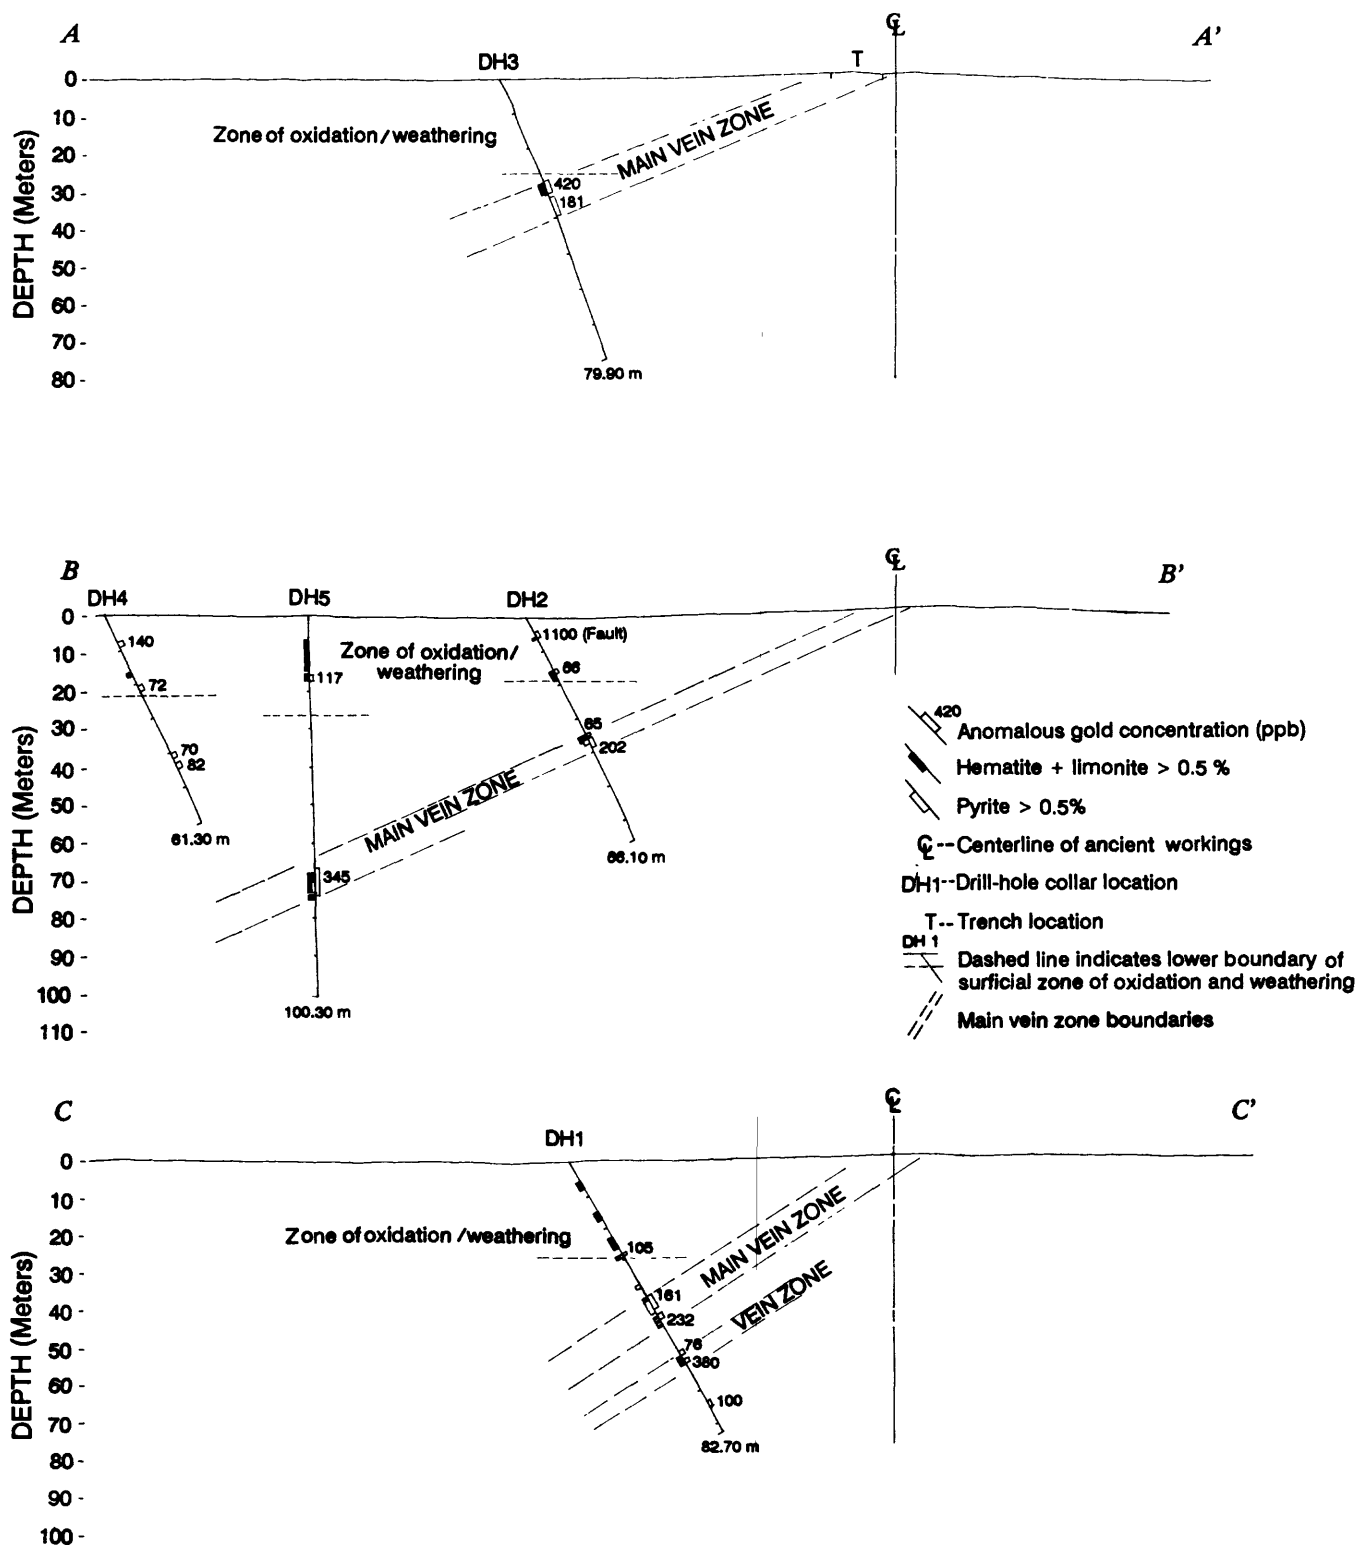 A
A'
C̵L
DH3
T
0
10
20
30
40
50
60
70
80
DEPTH (Meters)
Zone of oxidation/weathering
MAIN VEIN ZONE
420
181
79.90 m
B
B'
CL
DH4
DH5
DH2
0
10
20
30
40
50
60
70
80
90
100
110
DEPTH (Meters)
Zone of oxidation/
weathering
140
72
70
82
61.30 m
117
345
100.30 m
1100 (Fault)
66
65
202
66.10 m
MAIN VEIN ZONE
420
Anomalous gold concentration (ppb)
Hematite + limonite > 0.5 %
Pyrite > 0.5%
CL--Centerline of ancient workings
DH1--Drill-hole collar location
T--Trench location
DH 1
Dashed line indicates lower boundary of
surficial zone of oxidation and weathering
Main vein zone boundaries
C
C'
CL
DH1
0
10
20
30
40
50
60
70
80
90
100
DEPTH (Meters)
Zone of oxidation/weathering
105
161
232
76
380
100
82.70 m
MAIN VEIN ZONE
VEIN ZONE